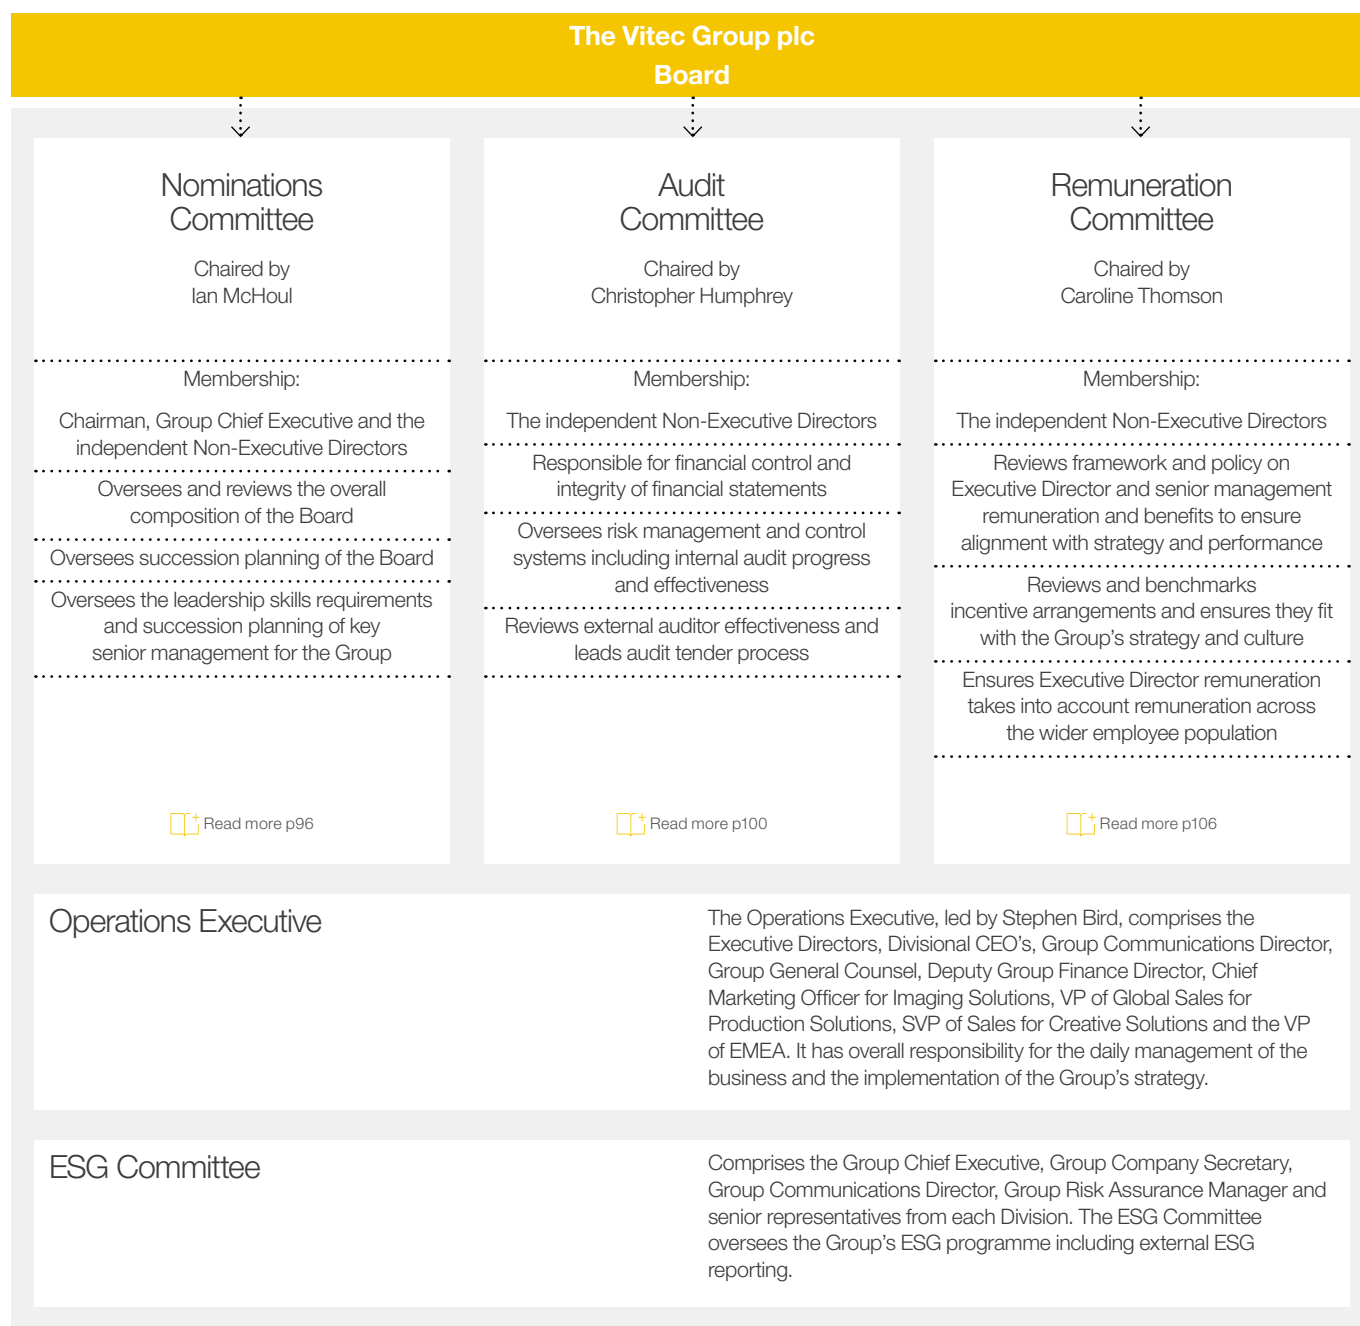 The Vitec Group plc
Board
Nominations
Committee
Chaired by
Ian McHoul
Membership:
Chairman, Group Chief Executive and the
independent Non-Executive Directors
Oversees and reviews the overall
composition of the Board
Oversees succession planning of the Board
Oversees the leadership skills requirements
and succession planning of key
senior management for the Group
Read more p96
Audit
Committee
Chaired by
Christopher Humphrey
Membership:
The independent Non-Executive Directors
Responsible for financial control and
integrity of financial statements
Oversees risk management and control
systems including internal audit progress
and effectiveness
Reviews external auditor effectiveness and
leads audit tender process
Read more p100
Remuneration
Committee
Chaired by
Caroline Thomson
Membership:
The independent Non-Executive Directors
Reviews framework and policy on
Executive Director and senior management
remuneration and benefits to ensure
alignment with strategy and performance
Reviews and benchmarks
incentive arrangements and ensures they fit
with the Group’s strategy and culture
Ensures Executive Director remuneration
takes into account remuneration across
the wider employee population
Read more p106
Operations Executive
The Operations Executive, led by Stephen Bird, comprises the
Executive Directors, Divisional CEO’s, Group Communications Director,
Group General Counsel, Deputy Group Finance Director, Chief
Marketing Officer for Imaging Solutions, VP of Global Sales for
Production Solutions, SVP of Sales for Creative Solutions and the VP
of EMEA. It has overall responsibility for the daily management of the
business and the implementation of the Group’s strategy.
ESG Committee
Comprises the Group Chief Executive, Group Company Secretary,
Group Communications Director, Group Risk Assurance Manager and
senior representatives from each Division. The ESG Committee
oversees the Group’s ESG programme including external ESG
reporting.